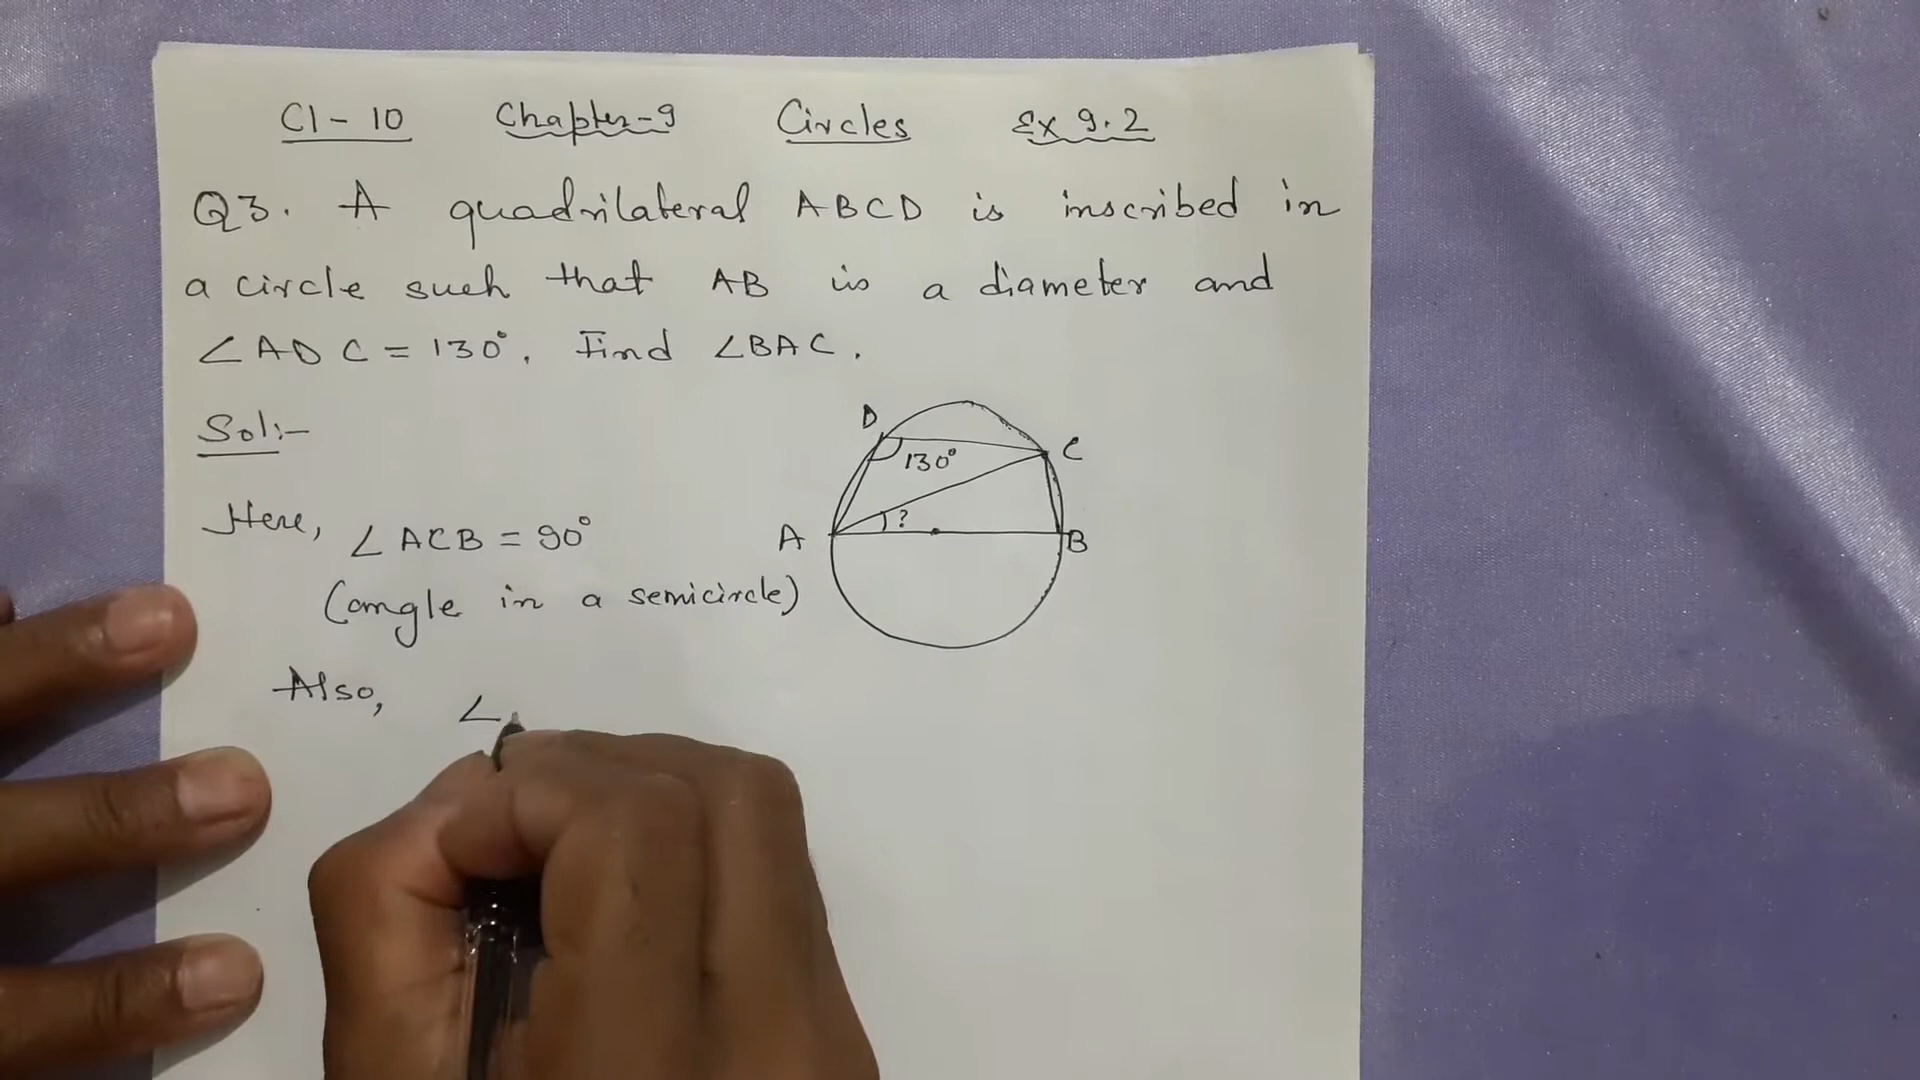 Cl - 10 Chapter-9 Circles Ex 9.2
Q3. A quadrilateral ABCD is inscribed in
a circle such that AB is a diameter and
∠ADC = 130°. Find ∠BAC.
Sol:-
D
C
130°
Here, ∠ACB = 90°
A
?
B
(angle in a semicircle)
Also, ∠